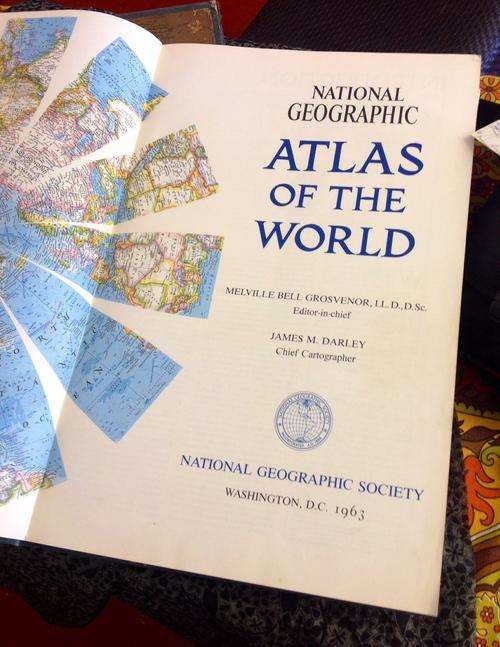 NATIONAL
GEOGRAPHIC
ATLAS
OF THE
WORLD
MELVILLE BELL GROSVENOR, LL.D., D.Sc.
Editor-in-chief
JAMES M. DARLEY
Chief Cartographer
NATIONAL GEOGRAPHIC SOCIETY
WASHINGTON, D.C. 1963